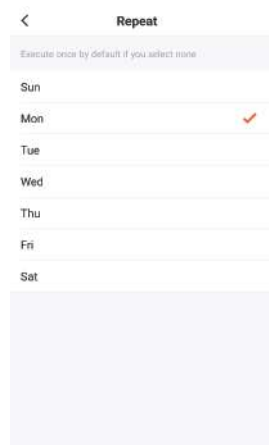 Repeat
Execute once by default if you select none
Sun
Mon
Tue
Wed
Thu
Fri
Sat